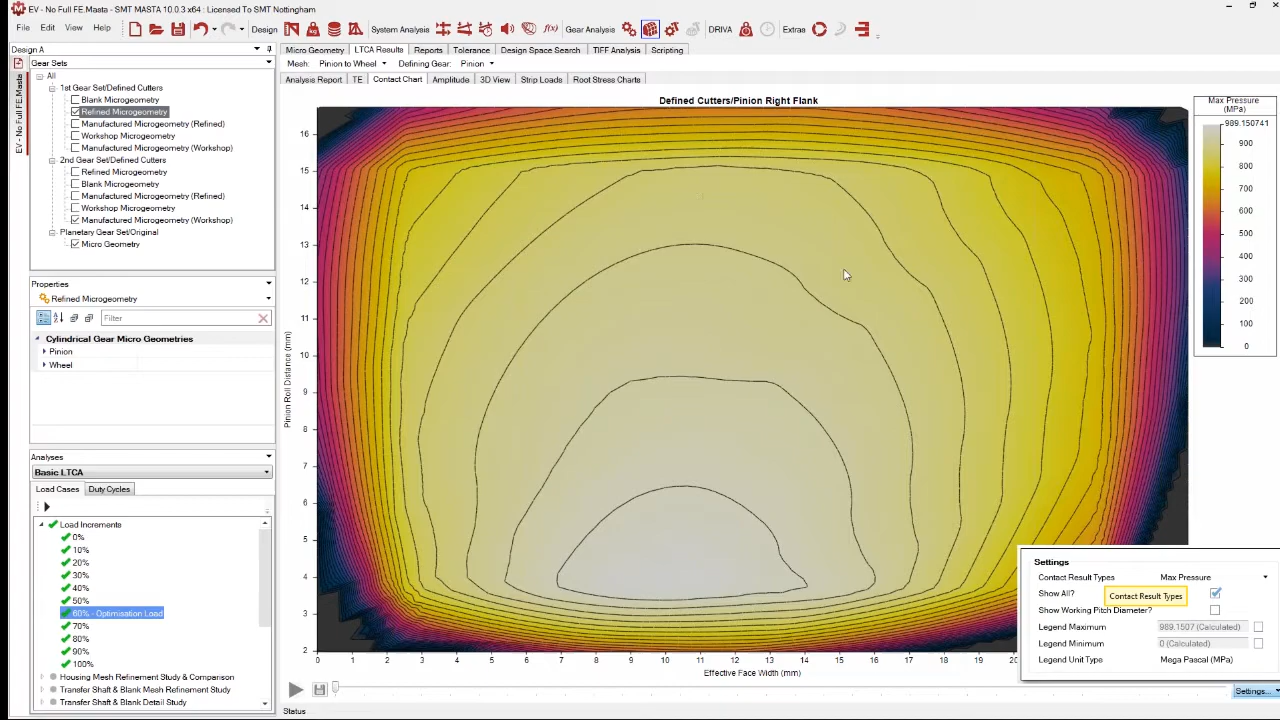 EV - No Full FE.Masta - SMT MASTA 10.0.3 x64 : Licensed To SMT Nottingham
File Edit View Help Design System Analysis f(x) Gear Analysis DRIVA Extras
Design A
EV - No Full FE.Masta
Gear Sets
All
1st Gear Set/Defined Cutters
Blank Microgeometry
Refined Microgeometry
Manufactured Microgeometry (Refined)
Workshop Microgeometry
Manufactured Microgeometry (Workshop)
2nd Gear Set/Defined Cutters
Refined Microgeometry
Blank Microgeometry
Manufactured Microgeometry (Refined)
Workshop Microgeometry
Manufactured Microgeometry (Workshop)
Planetary Gear Set/Original
Micro Geometry
Properties
Refined Microgeometry
Filter
Cylindrical Gear Micro Geometries
Pinion
Wheel
Analyses
Basic LTCA
Load Cases Duty Cycles
Load Increments
0%
10%
20%
30%
40%
50%
60% - Optimisation Load
70%
80%
90%
100%
Housing Mesh Refinement Study & Comparison
Transfer Shaft & Blank Mesh Refinement Study
Transfer Shaft & Blank Detail Study
Micro Geometry LTCA Results Reports Tolerance Design Space Search TIFF Analysis Scripting
Mesh: Pinion to Wheel Defining Gear: Pinion
Analysis Report TE Contact Chart Amplitude 3D View Strip Loads Root Stress Charts
Defined Cutters/Pinion Right Flank
Pinion Roll Distance (mm)
16
15
14
13
12
11
10
9
8
7
6
5
4
3
2
0 1 2 3 4 5 6 7 8 9 10 11 12 13 14 15 16 17 18 19
Effective Face Width (mm)
Max Pressure
(MPa)
989.150741
900
800
700
600
500
400
300
200
100
0
Settings
Contact Result Types Max Pressure
Show All?
Contact Result Types
Show Working Pitch Diameter?
Legend Maximum 989.1507 (Calculated)
Legend Minimum 0 (Calculated)
Legend Unit Type Mega Pascal (MPa)
Settings...
Status